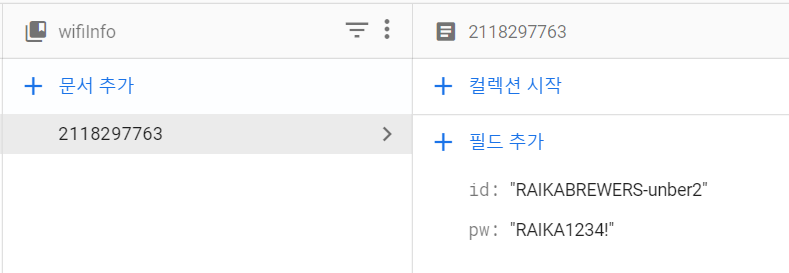 wifiInfo
2118297763
문서 추가
컬렉션 시작
2118297763
필드 추가
id: "RAIKABREWERS-unber2"
pw: "RAIKA1234!"